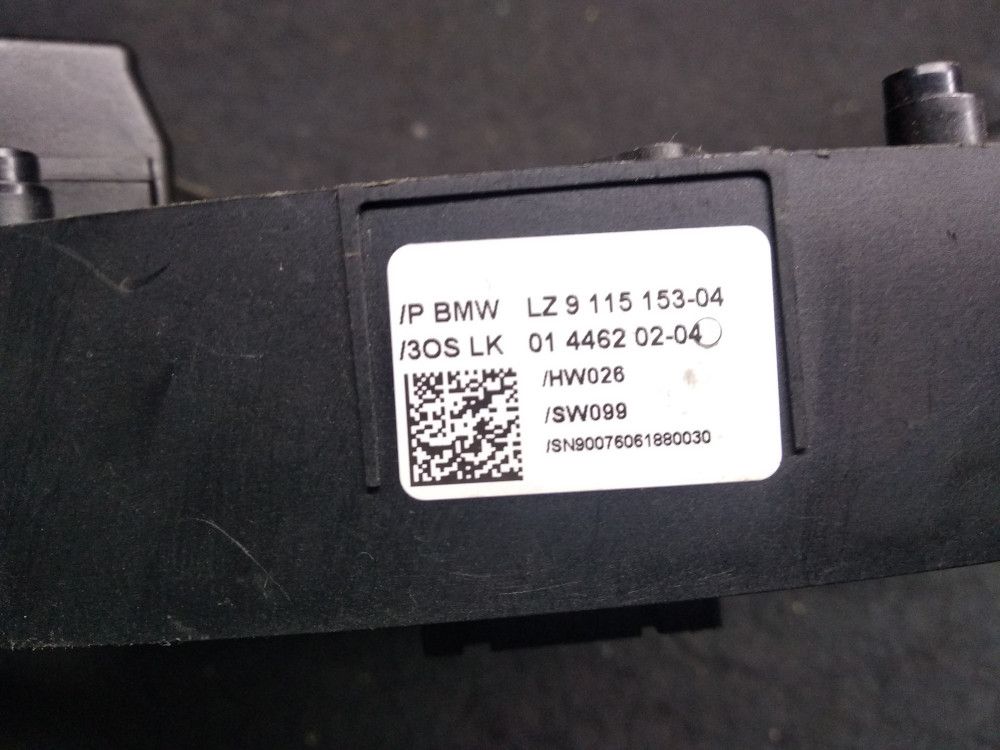 /P BMW LZ 9 115 153-04
/3OS LK 01 4462 02-04
/HW026
/SW099
/SN90076061880030